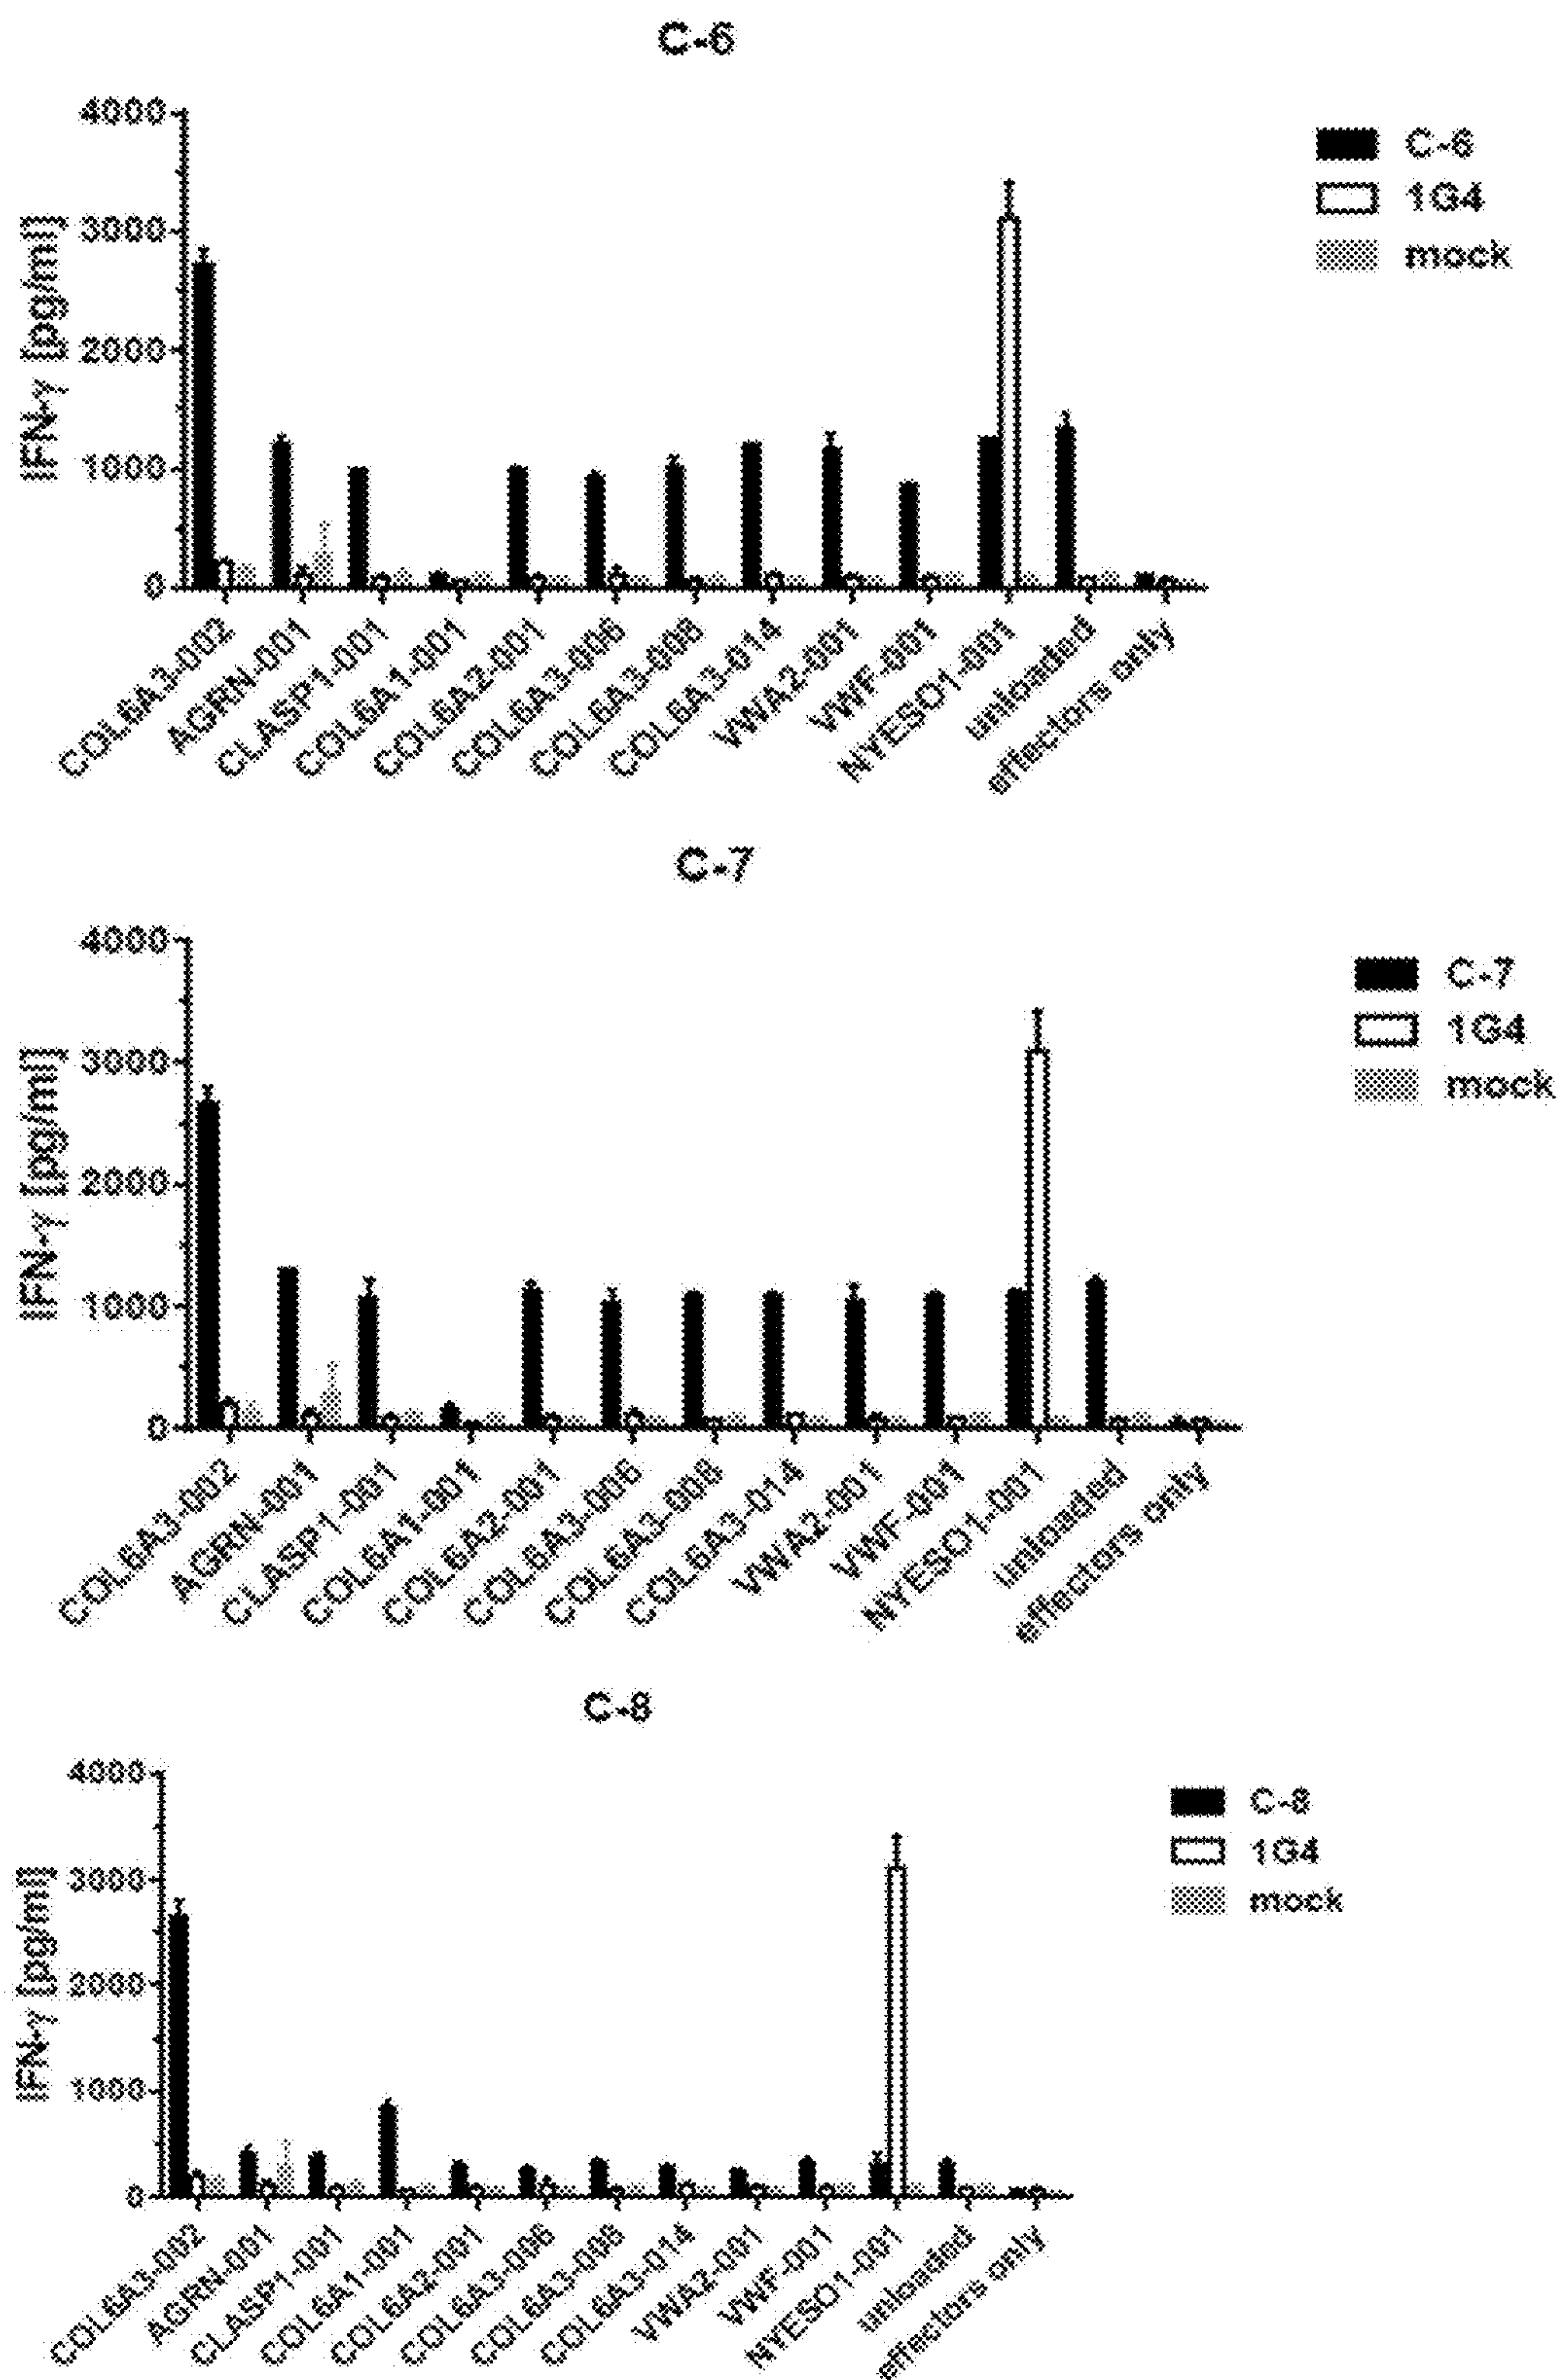 C-6
4000
3000
2000
1000
0
IFN-γ [pg/ml]
C-6
1G4
mock
COL6A3-002
AGRN-001
CLASP1-001
COL6A1-001
COL6A2-001
COL6A3-006
COL6A3-008
COL6A3-014
VWA2-001
VWF-001
NYESO1-001
unloaded
effectors only
C-7
4000
3000
2000
1000
0
IFN-γ [pg/ml]
C-7
1G4
mock
COL6A3-002
AGRN-001
CLASP1-001
COL6A1-001
COL6A2-001
COL6A3-006
COL6A3-008
COL6A3-014
VWA2-001
VWF-001
NYESO1-001
unloaded
effectors only
C-8
4000
3000
2000
1000
0
IFN-γ [pg/ml]
C-8
1G4
mock
COL6A3-002
AGRN-001
CLASP1-001
COL6A1-001
COL6A2-001
COL6A3-006
COL6A3-008
COL6A3-014
VWA2-001
VWF-001
NYESO1-001
unloaded
effectors only